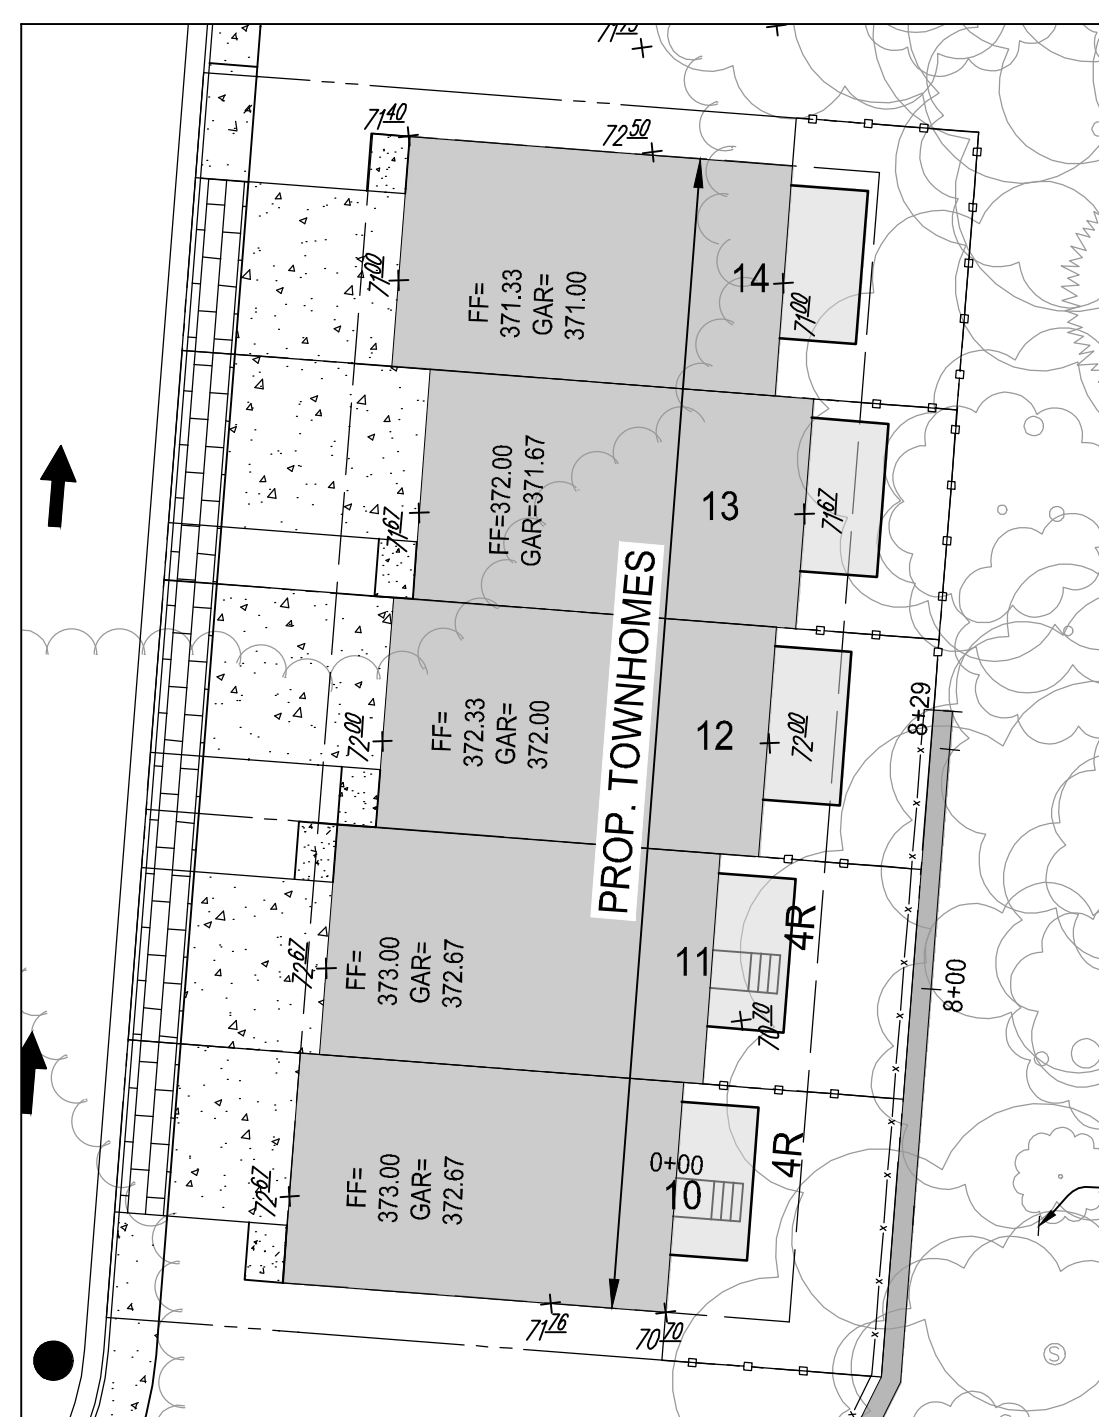 7140
7250
14
7100
FF=
371.33
GAR=
371.00
7100
13
FF=372.00
GAR=371.67
7167
7167
PROP. TOWNHOMES
12
FF=
372.33
GAR=
372.00
7200
7200
8+29
11
4R
FF=
373.00
GAR=
372.67
7267
7070
8+00
4R
0+00
10
FF=
373.00
GAR=
372.67
7267
7176
7070
S